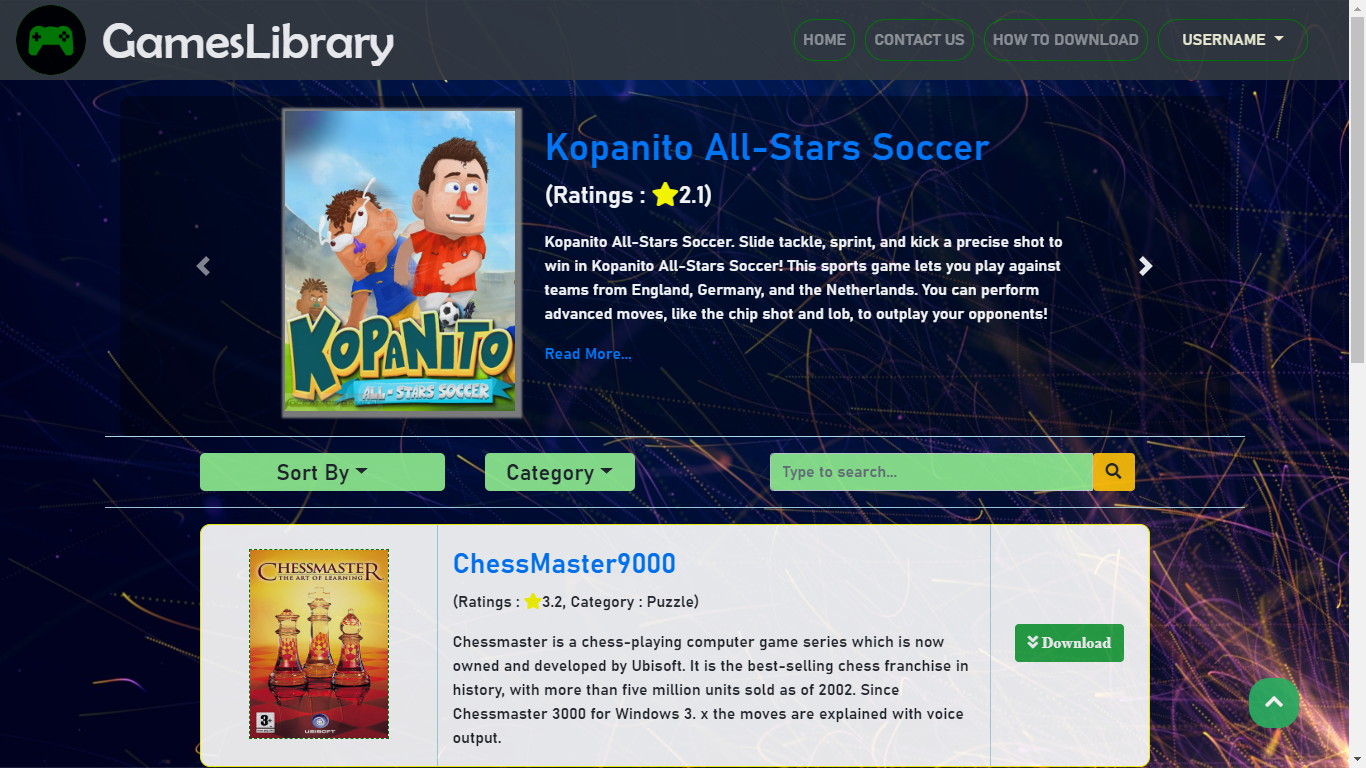 GamesLibrary
HOME
CONTACT US
HOW TO DOWNLOAD
USERNAME
KOPANITO
ALL-STARS SOCCER
Kopanito All-Stars Soccer
(Ratings : 2.1)
Kopanito All-Stars Soccer. Slide tackle, sprint, and kick a precise shot to
win in Kopanito All-Stars Soccer! This sports game lets you play against
teams from England, Germany, and the Netherlands. You can perform
advanced moves, like the chip shot and lob, to outplay your opponents!
Read More...
Sort By
Category
Type to search...
CHESSMASTER
THE ART OF LEARNING
3+
UBISOFT
ChessMaster9000
(Ratings : 3.2, Category : Puzzle)
Chessmaster is a chess-playing computer game series which is now
owned and developed by Ubisoft. It is the best-selling chess franchise in
history, with more than five million units sold as of 2002. Since
Chessmaster 3000 for Windows 3. x the moves are explained with voice
output.
Download